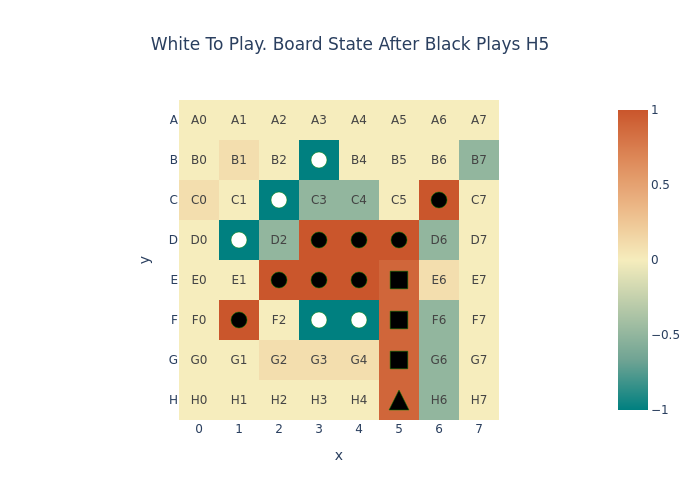 White To Play. Board State After Black Plays H5
A A0 A1 A2 A3 A4 A5 A6 A7
B B0 B1 B2 B4 B5 B6 B7
C C0 C1 C3 C4 C5 C7
D D0 D2 D6 D7
E E0 E1 E6 E7
F F0 F2 F6 F7
G G0 G1 G2 G3 G4 G6 G7
H H0 H1 H2 H3 H4 H6 H7
0 1 2 3 4 5 6 7
x
y
1
0.5
0
−0.5
−1